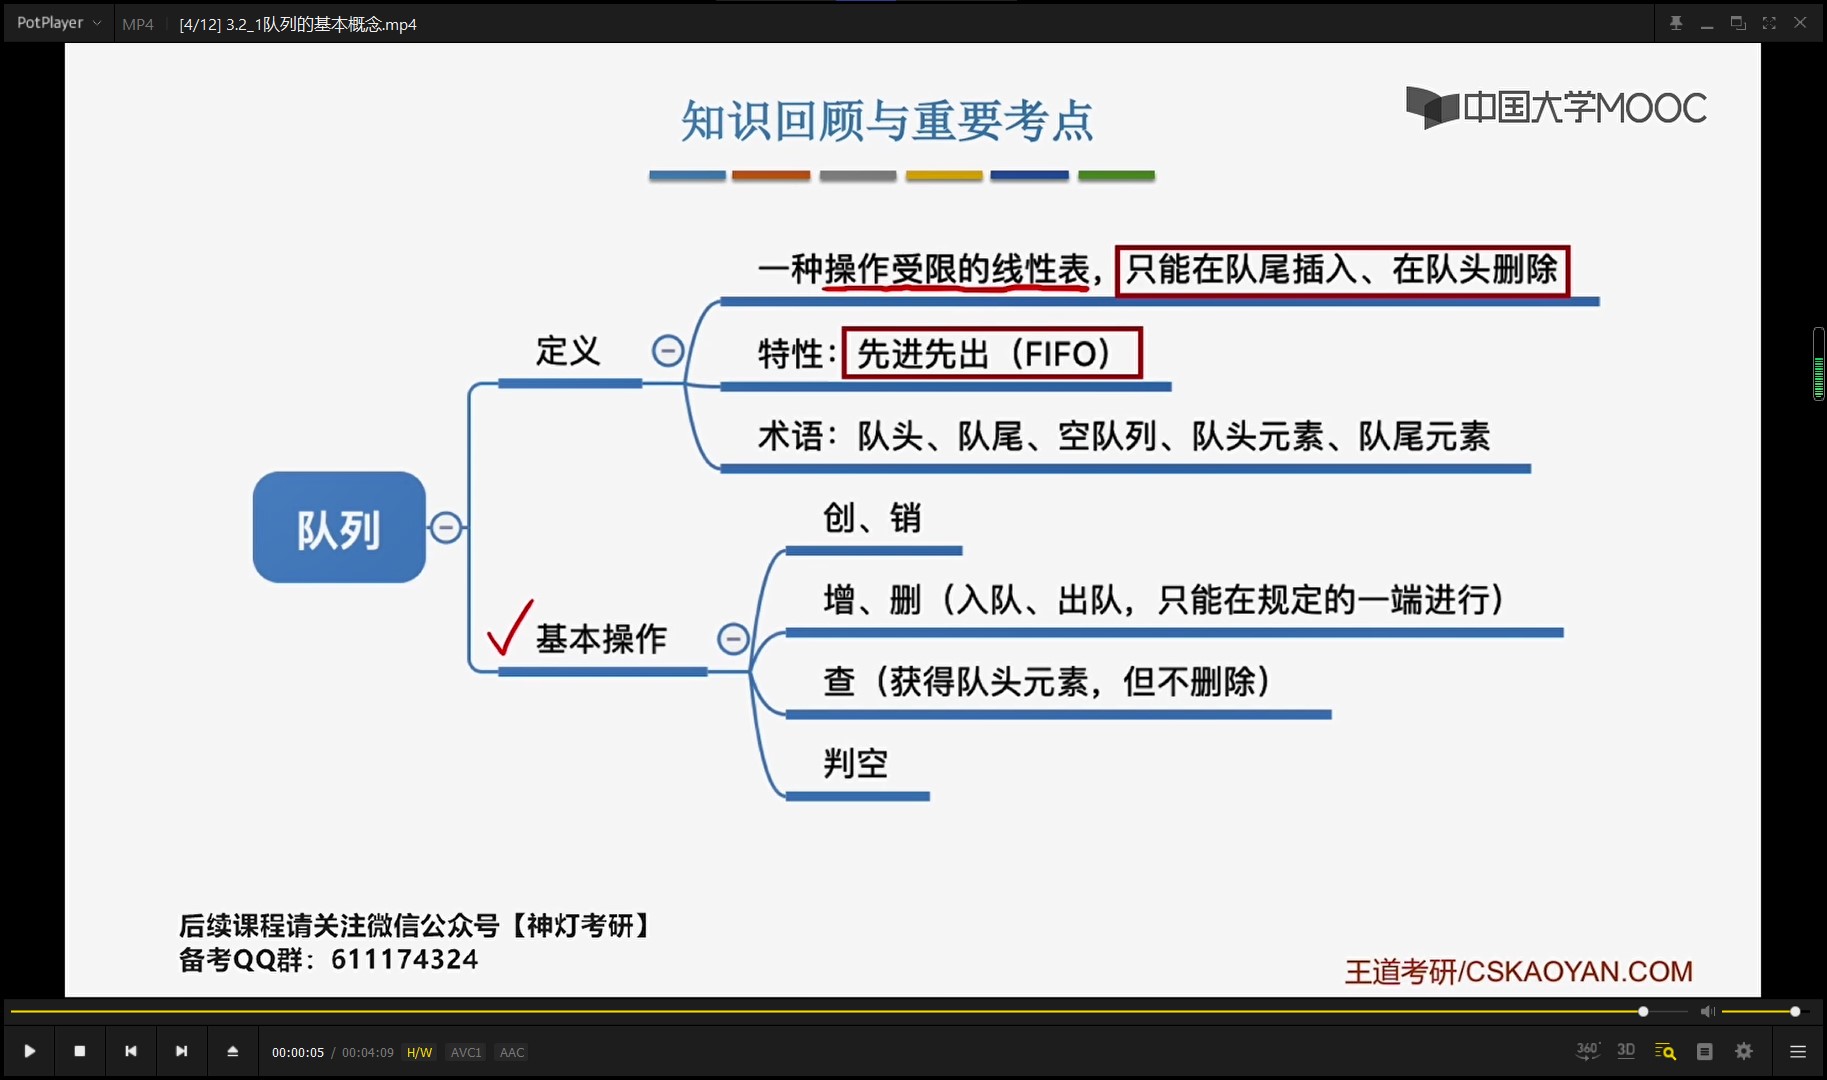 PotPlayer MP4 [4/12] 3.2_1队列的基本概念.mp4
知识回顾与重要考点
中国大学MOOC
一种操作受限的线性表，只能在队尾插入、在队头删除
定义
特性：先进先出（FIFO）
术语：队头、队尾、空队列、队头元素、队尾元素
队列
创、销
增、删（入队、出队，只能在规定的一端进行）
基本操作
查（获得队头元素，但不删除）
判空
后续课程请关注微信公众号【神灯考研】
备考QQ群：611174324
王道考研/CSKAOYAN.COM
00:00:05 / 00:04:09 H/W AVC1 AAC
360° 3D